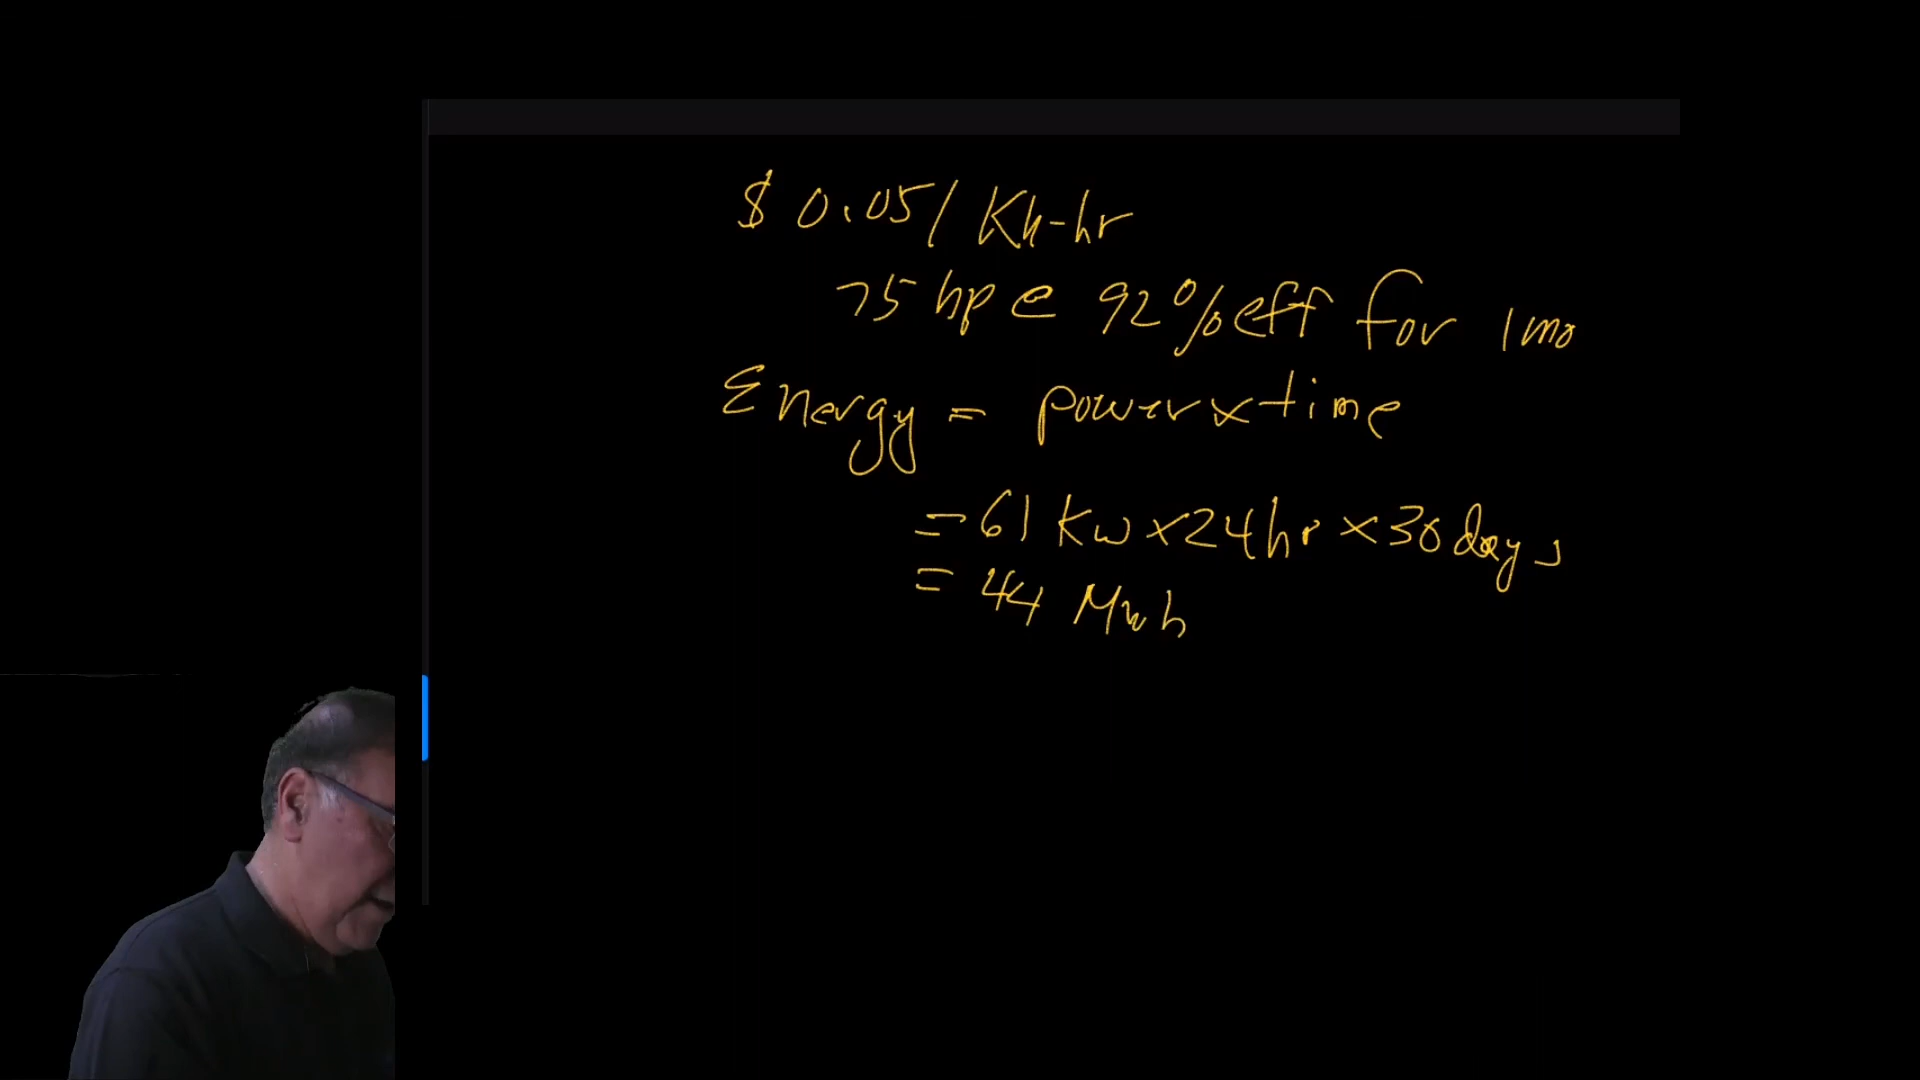 $ 0.05/ Kw-hr
75 hp @ 92% eff for 1 mo
Energy = power x time
= 61 Kw x 24 hr x 30 days
= 44 Mwh